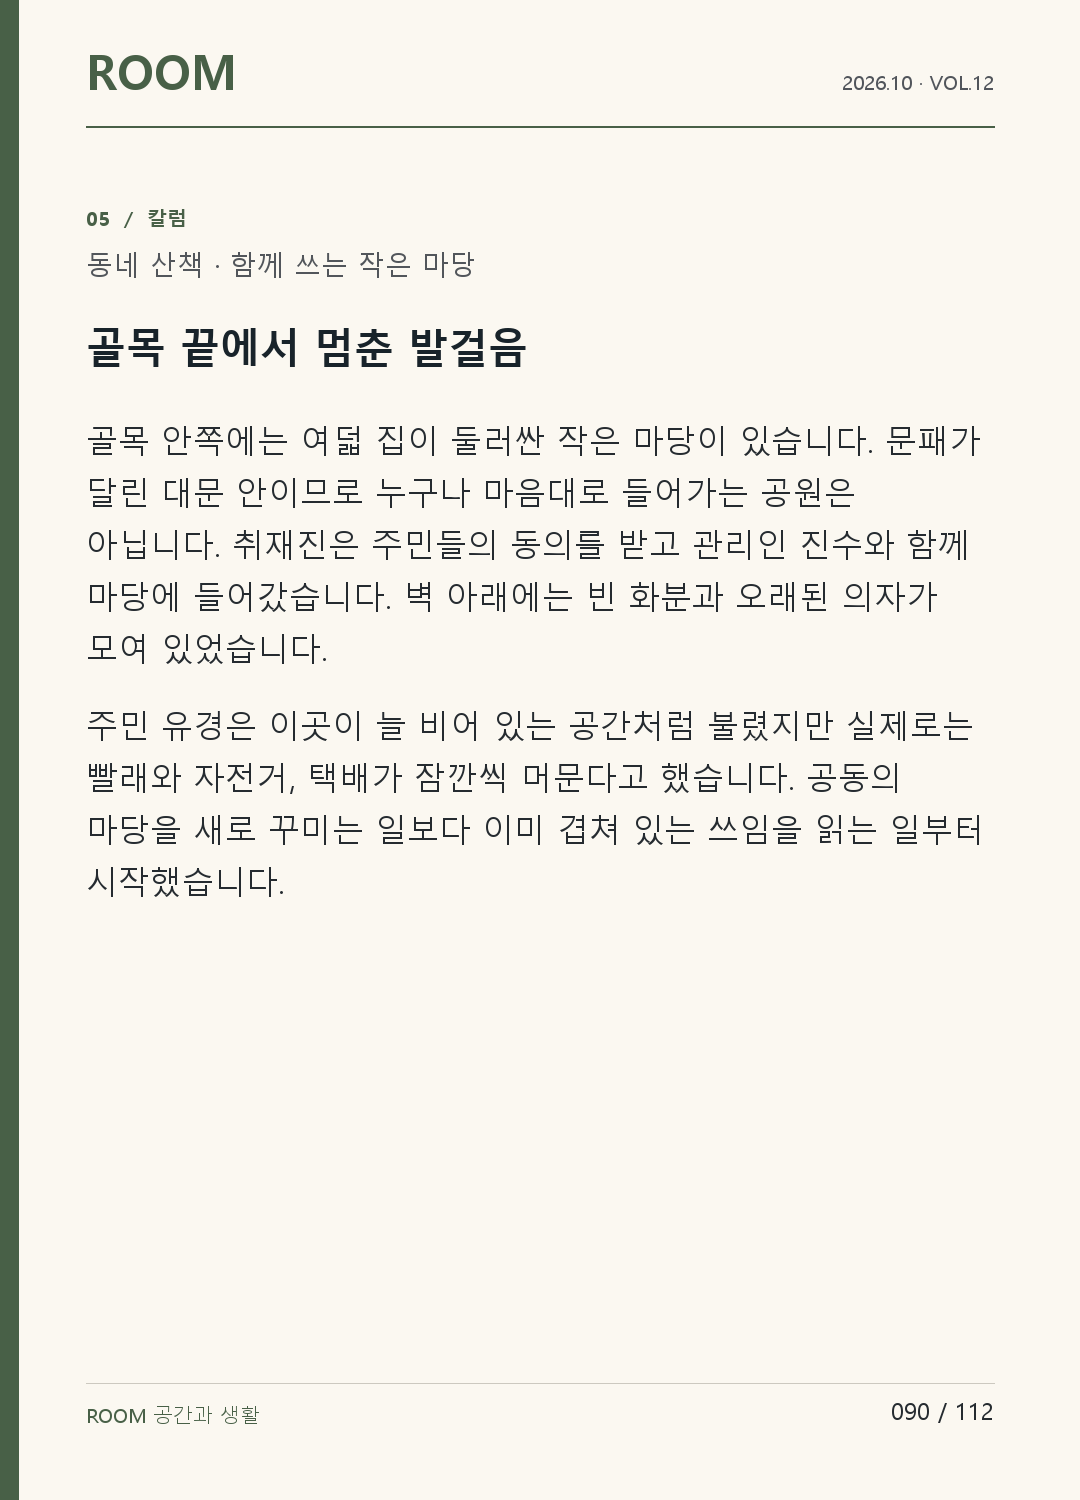 ROOM
2026.10 · VOL.12
05 / 칼럼
동네 산책 · 함께 쓰는 작은 마당
골목 끝에서 멈춘 발걸음
골목 안쪽에는 여덟 집이 둘러싼 작은 마당이 있습니다. 문패가
달린 대문 안이므로 누구나 마음대로 들어가는 공원은
아닙니다. 취재진은 주민들의 동의를 받고 관리인 진수와 함께
마당에 들어갔습니다. 벽 아래에는 빈 화분과 오래된 의자가
모여 있었습니다.
주민 유경은 이곳이 늘 비어 있는 공간처럼 불렸지만 실제로는
빨래와 자전거, 택배가 잠깐씩 머문다고 했습니다. 공동의
마당을 새로 꾸미는 일보다 이미 겹쳐 있는 쓰임을 읽는 일부터
시작했습니다.
ROOM 공간과 생활
090 / 112